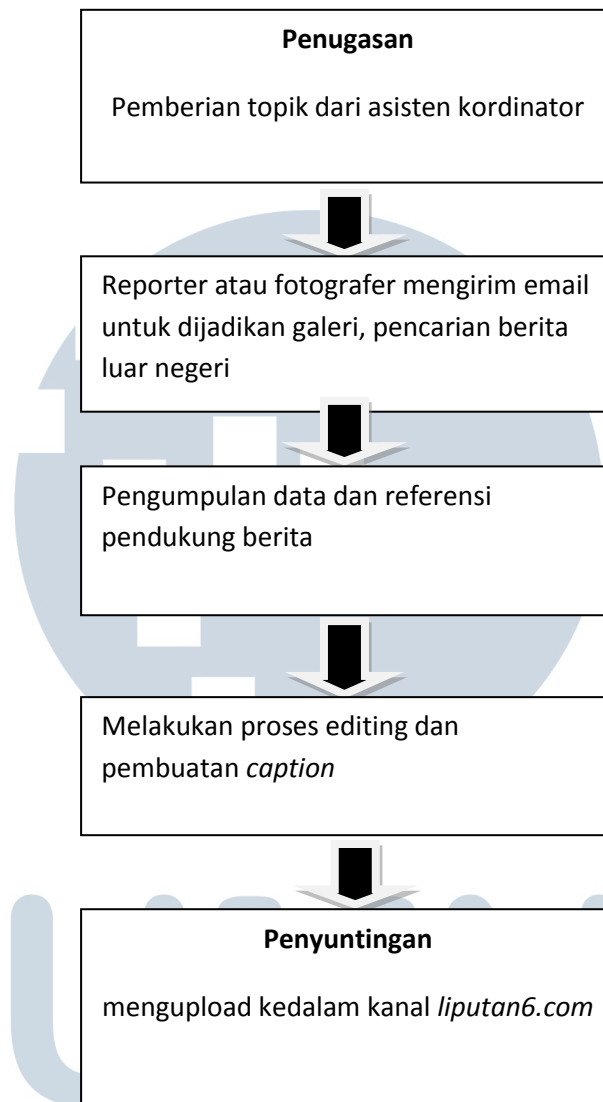 Penugasan
Pemberian topik dari asisten kordinator
Reporter atau fotografer mengirim email
untuk dijadikan galeri, pencarian berita
luar negeri
Pengumpulan data dan referensi
pendukung berita
Melakukan proses editing dan
pembuatan caption
Penyuntingan
mengupload kedalam kanal liputan6.com